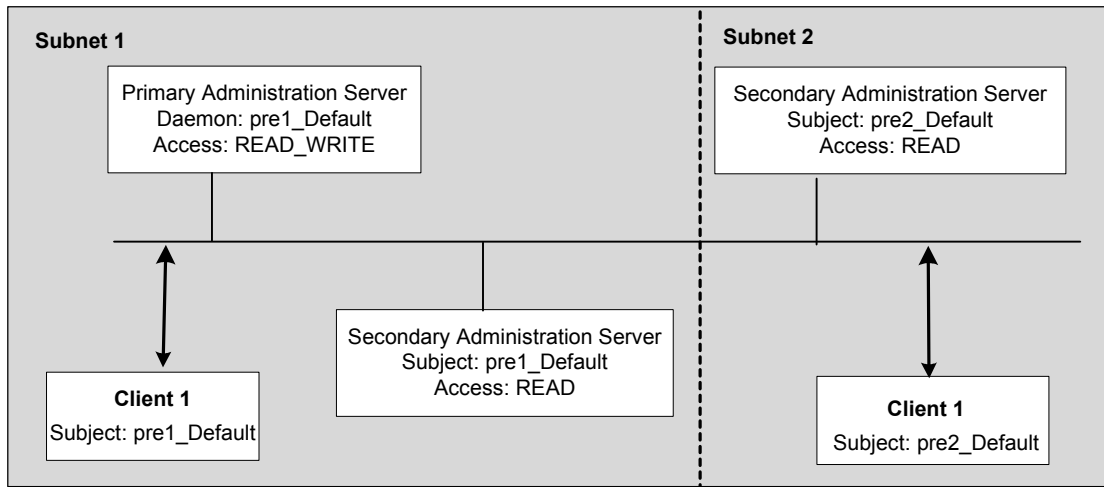 Subnet 1
Primary Administration Server
Daemon: pre1_Default
Access: READ_WRITE
Secondary Administration Server
Subject: pre1_Default
Access: READ
Client 1
Subject: pre1_Default
Subnet 2
Secondary Administration Server
Subject: pre2_Default
Access: READ
Client 1
Subject: pre2_Default